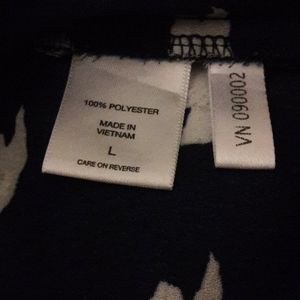 100% POLYESTER
MADE IN
VIETNAM
L
CARE ON REVERSE
VN 090002